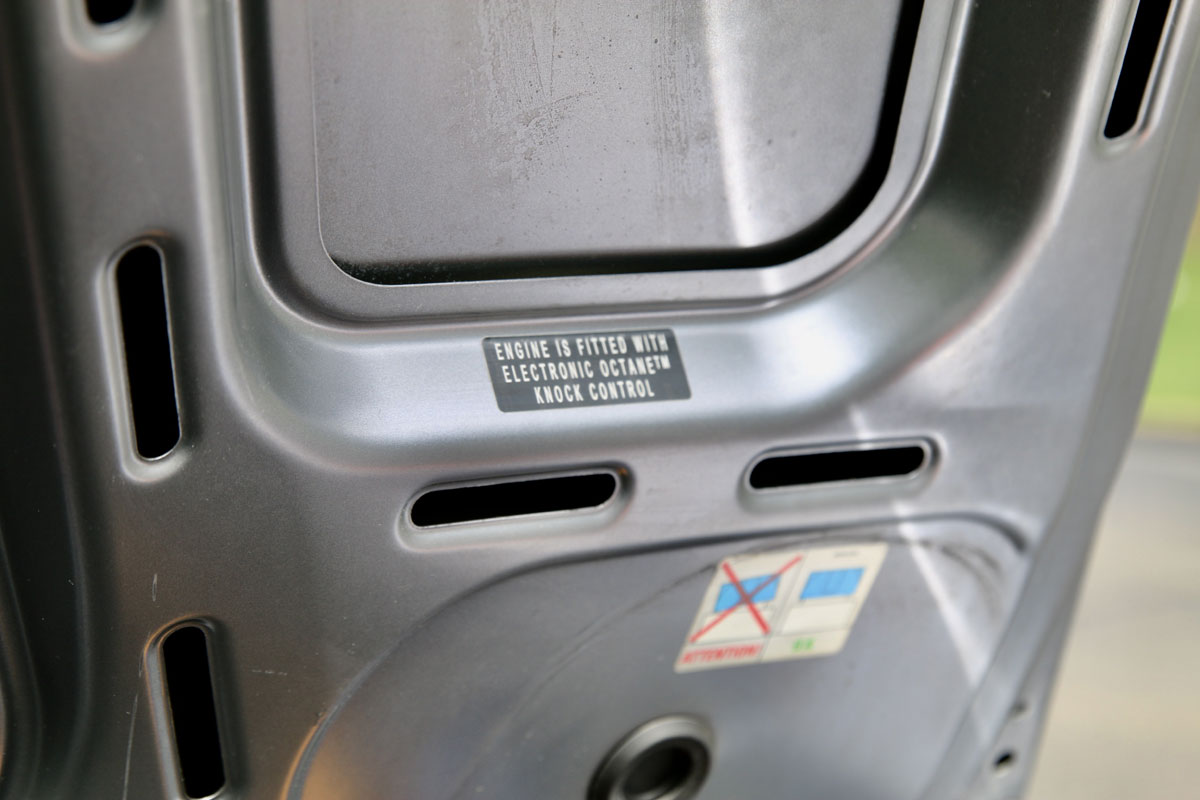 ENGINE IS FITTED WITH
ELECTRONIC OCTANE™
KNOCK CONTROL
ATTENTION!